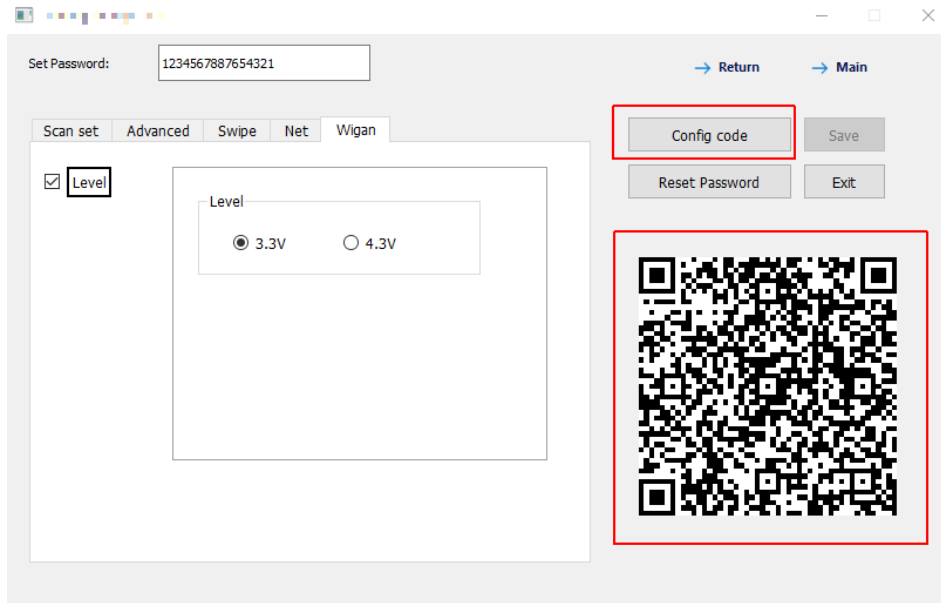 Set Password: 1234567887654321
Return
Main
Scan set Advanced Swipe Net Wigan
Config code
Save
Level
Level
Reset Password
Exit
3.3V 4.3V